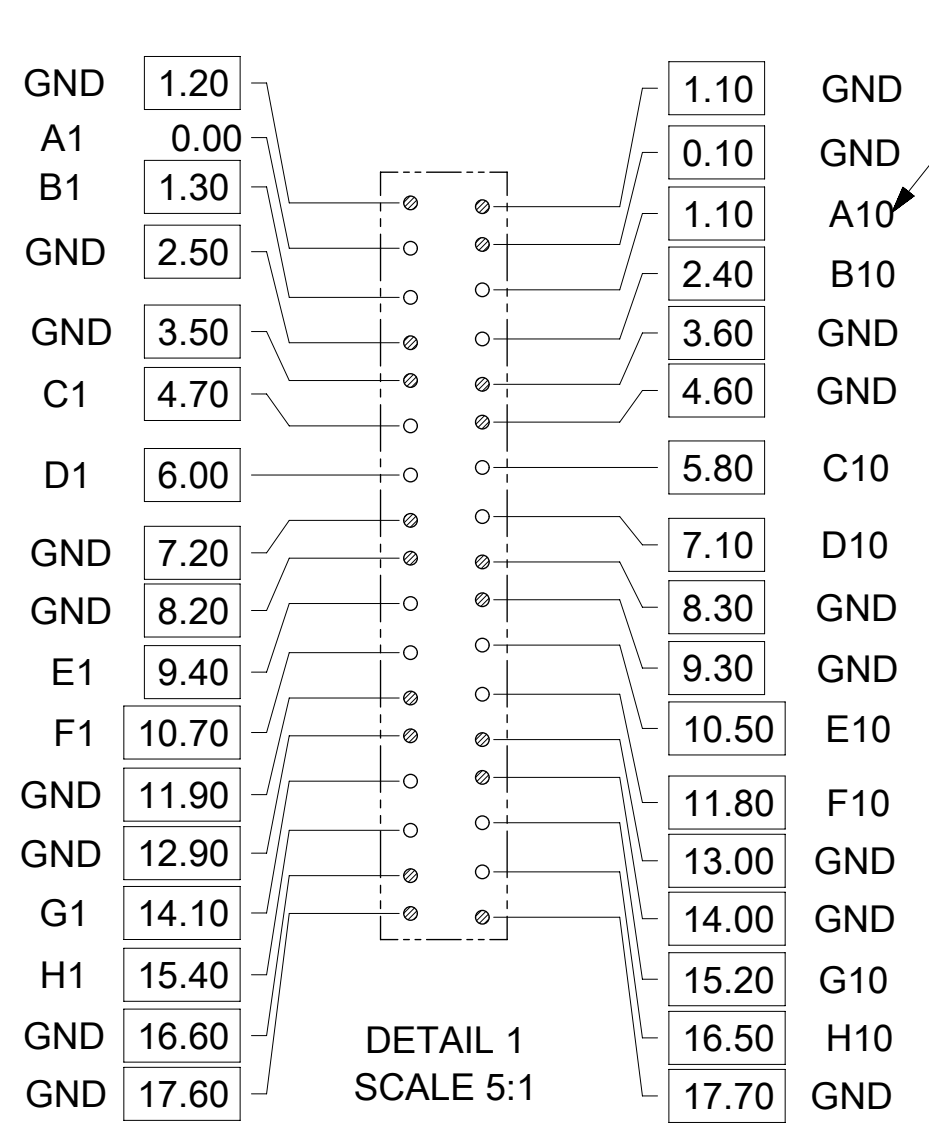 GND 1.20
A1 0.00
B1 1.30
GND 2.50
GND 3.50
C1 4.70
D1 6.00
GND 7.20
GND 8.20
E1 9.40
F1 10.70
GND 11.90
GND 12.90
G1 14.10
H1 15.40
GND 16.60
GND 17.60
1.10 GND
0.10 GND
1.10 A10
2.40 B10
3.60 GND
4.60 GND
5.80 C10
7.10 D10
8.30 GND
9.30 GND
10.50 E10
11.80 F10
13.00 GND
14.00 GND
15.20 G10
16.50 H10
17.70 GND
DETAIL 1
SCALE 5:1